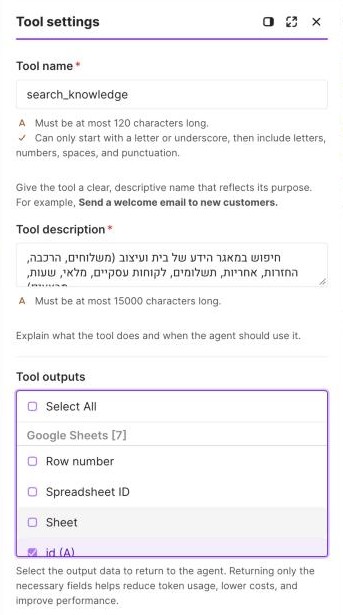 Tool settings
Tool name *
search_knowledge
Must be at most 120 characters long.
Can only start with a letter or underscore, then include letters,
numbers, spaces, and punctuation.
Give the tool a clear, descriptive name that reflects its purpose.
For example, Send a welcome email to new customers.
Tool description *
חיפוש במאגר הידע של בית ועיצוב (משלוחים, הרכבה,
החזרות, אחריות, תשלומים, לקוחות עסקיים, מלאי, שעות,
Must be at most 15000 characters long.
Explain what the tool does and when the agent should use it.
Tool outputs
Select All
Google Sheets [7]
Row number
Spreadsheet ID
Sheet
id (A)
Select the output data to return to the agent. Returning only the
necessary fields helps reduce token usage, lower costs, and
improve performance.